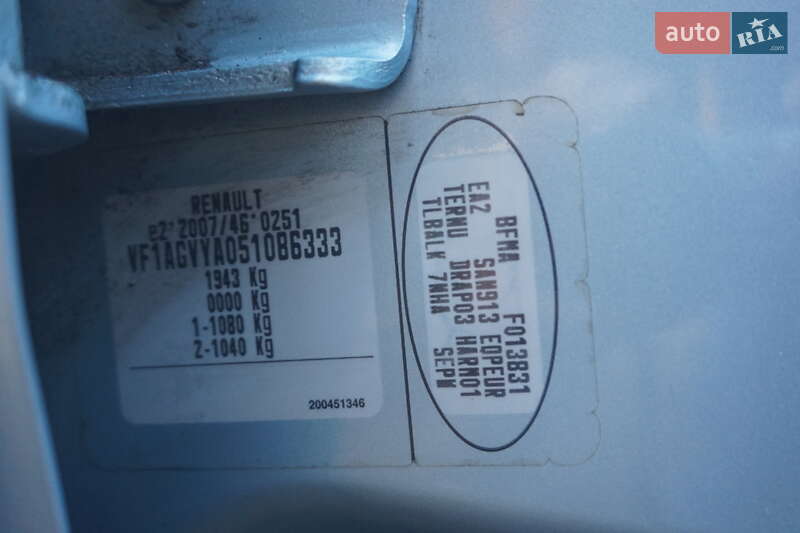 RENAULT
e2*2007/46*0251
VF1AGVYA051086333
1943 Kg
0000 Kg
1-1080 Kg
2-1040 Kg
200451346
BFMA F013831
EA2 SAN913 EDPEUR
TERNU DRAP03 HARM01
TLBALK 7NHA SEPW
auto RIA.com